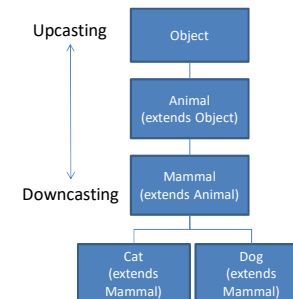 Upcasting
Object
Animal
(extends Object)
Mammal
(extends Animal)
Downcasting
Cat
(extends
Mammal)
Dog
(extends
Mammal)